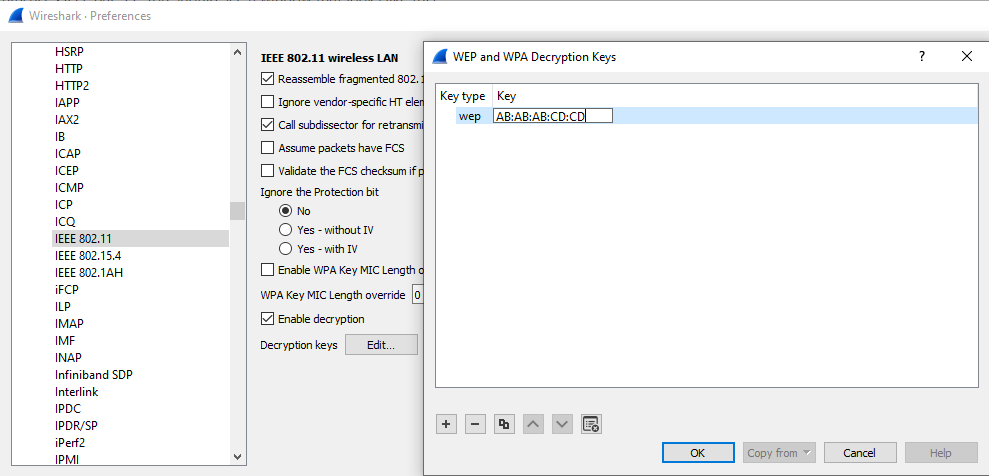 Wireshark · Preferences
HSRP
HTTP
HTTP2
IAPP
IAX2
IB
ICAP
ICEP
ICMP
ICP
ICQ
IEEE 802.11
IEEE 802.15.4
IEEE 802.1AH
iFCP
ILP
IMAP
IMF
INAP
Infiniband SDP
Interlink
IPDC
IPDR/SP
iPerf2
IPMI
IEEE 802.11 wireless LAN
Reassemble fragmented 802.1
Ignore vendor-specific HT elem
Call subdissector for retransmi
Assume packets have FCS
Validate the FCS checksum if p
Ignore the Protection bit
No
Yes - without IV
Yes - with IV
Enable WPA Key MIC Length o
WPA Key MIC Length override 0
Enable decryption
Decryption keys Edit...
WEP and WPA Decryption Keys
? ×
Key type Key
wep AB:AB:AB:CD:CD
OK Copy from Cancel Help